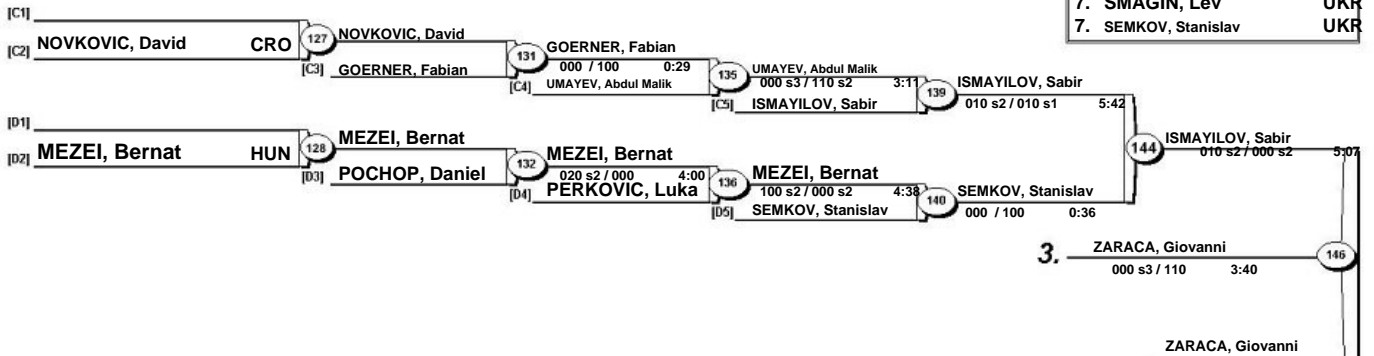 7. SMAGIN, Lev UKR
7. SEMKOV, Stanislav UKR
[C1]
[C2] NOVKOVIC, David CRO 127 NOVKOVIC, David
[C3] GOERNER, Fabian
131 GOERNER, Fabian
000 / 100 0:29
[C4] UMAYEV, Abdul Malik
135 UMAYEV, Abdul Malik
000 s3 / 110 s2 3:11
[C5] ISMAYILOV, Sabir
139 ISMAYILOV, Sabir
010 s2 / 010 s1 5:42
[D1]
[D2] MEZEI, Bernat HUN 128 MEZEI, Bernat
[D3] POCHOP, Daniel
132 MEZEI, Bernat
020 s2 / 000 4:00
[D4] PERKOVIC, Luka
136 MEZEI, Bernat
100 s2 / 000 s2 4:38
[D5] SEMKOV, Stanislav
140 SEMKOV, Stanislav
000 / 100 0:36
144 ISMAYILOV, Sabir
010 s2 / 000 s2 5:07
3. ZARACA, Giovanni 146
000 s3 / 110 3:40
ZARACA, Giovanni